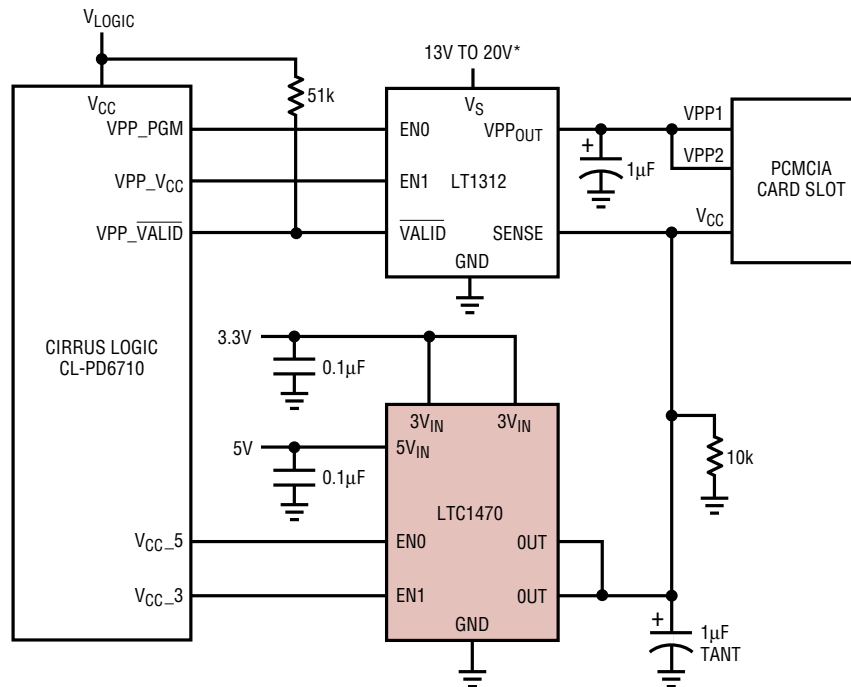 VLOGIC
13V TO 20V*
51k
VCC
VPP_PGM
VPP_VCC
VPP_VALID
CIRRUS LOGIC
CL-PD6710
VCC_5
VCC_3
VS
EN0
VPPOUT
EN1
LT1312
VALID
SENSE
GND
+
1µF
VPP1
VPP2
VCC
PCMCIA
CARD SLOT
3.3V
0.1µF
5V
0.1µF
3VIN
3VIN
5VIN
LTC1470
EN0
OUT
EN1
OUT
GND
10k
+
1µF
TANT